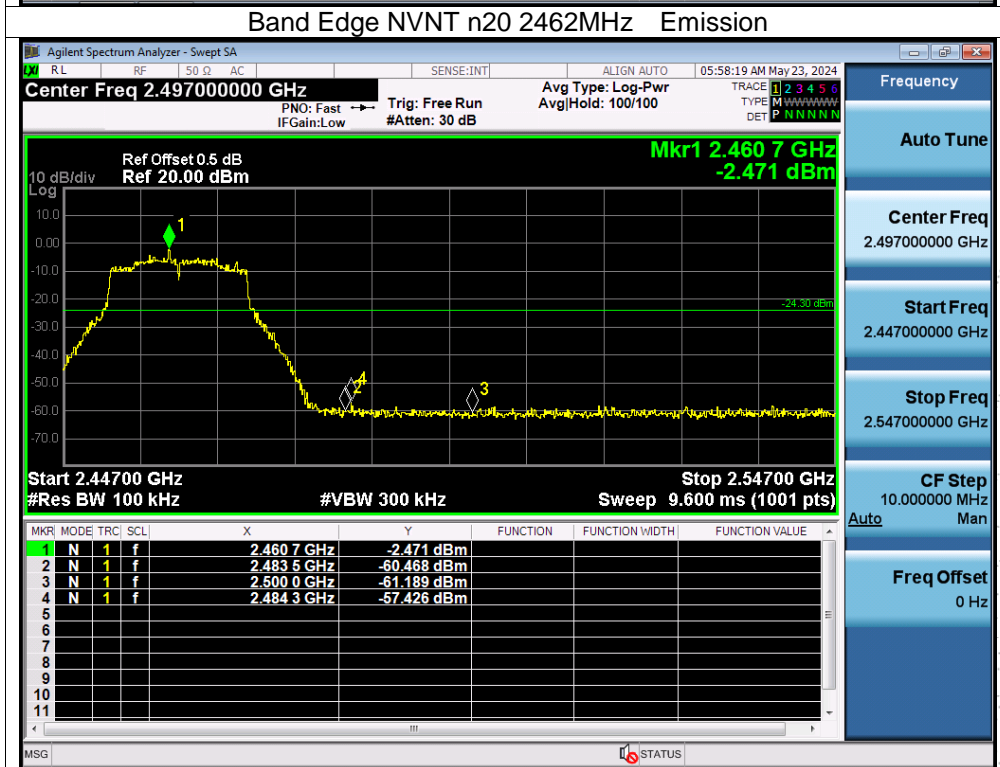 Band Edge NVNT n20 2462MHz Emission
Agilent Spectrum Analyzer - Swept SA
LXI RL RF 50 Ω AC SENSE:INT ALIGN AUTO 05:58:19 AM May 23, 2024
Center Freq 2.497000000 GHz
PNO: Fast
IFGain:Low
Trig: Free Run
#Atten: 30 dB
Avg Type: Log-Pwr
Avg|Hold: 100/100
TRACE 1 2 3 4 5 6
TYPE M WWWWW
DET P N N N N N
Frequency
Auto Tune
Center Freq
2.497000000 GHz
Start Freq
2.447000000 GHz
Stop Freq
2.547000000 GHz
CF Step
10.000000 MHz
Auto Man
Freq Offset
0 Hz
Mkr1 2.460 7 GHz
-2.471 dBm
Ref Offset 0.5 dB
10 dB/div Ref 20.00 dBm
Log
10.0
0.00
-10.0
-20.0
-30.0
-40.0
-50.0
-60.0
-70.0
1
-24.30 dBm
4
2
3
Start 2.44700 GHz Stop 2.54700 GHz
#Res BW 100 kHz #VBW 300 kHz Sweep 9.600 ms (1001 pts)
MKR MODE TRC SCL X Y FUNCTION FUNCTION WIDTH FUNCTION VALUE
1 N 1 f 2.460 7 GHz -2.471 dBm
2 N 1 f 2.483 5 GHz -60.468 dBm
3 N 1 f 2.500 0 GHz -61.189 dBm
4 N 1 f 2.484 3 GHz -57.426 dBm
5
6
7
8
9
10
11
MSG STATUS